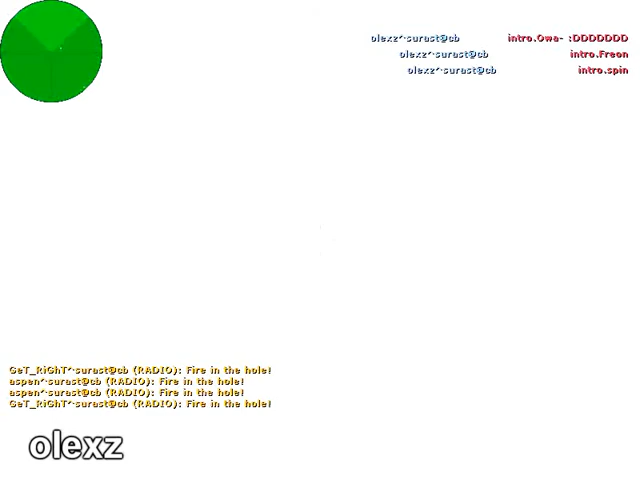 olexz^surast@cb intro.Owa- :DDDDDDD
olexz^surast@cb intro.Freon
olexz^surast@cb intro.spin
GeT_RiGhT^surast@cb (RADIO): Fire in the hole!
aspen^surast@cb (RADIO): Fire in the hole!
aspen^surast@cb (RADIO): Fire in the hole!
GeT_RiGhT^surast@cb (RADIO): Fire in the hole!
olexz